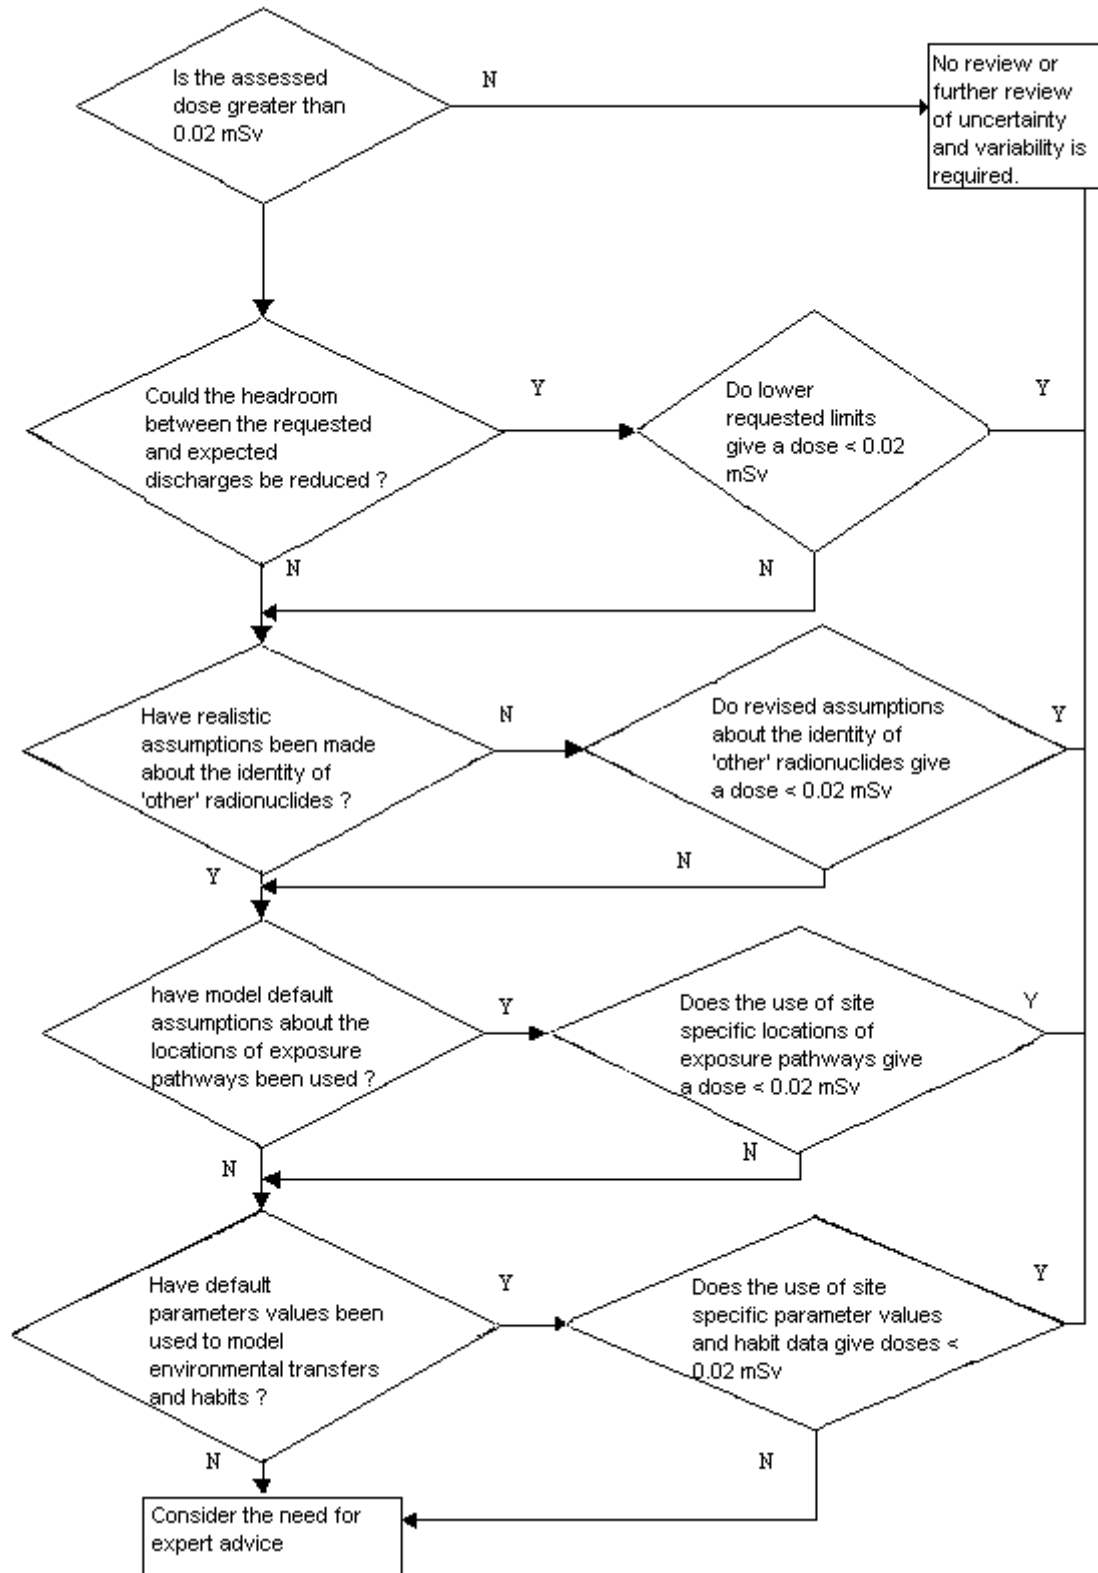 Is the assessed
dose greater than
0.02 mSv
N
No review or
further review
of uncertainty
and variability is
required.
Could the headroom
between the requested
and expected
discharges be reduced ?
Y
Do lower
requested limits
give a dose < 0.02
mSv
Y
N
N
Have realistic
assumptions been made
about the identity of
'other' radionuclides ?
N
Do revised assumptions
about the identity of
'other' radionuclides give
a dose < 0.02 mSv
Y
Y
N
have model default
assumptions about the
locations of exposure
pathways been used ?
Y
Does the use of site
specific locations of
exposure pathways give
a dose < 0.02 mSv
Y
N
N
Have default
parameters values been
used to model
environmental transfers
and habits ?
Y
Does the use of site
specific parameter values
and habit data give doses <
0.02 mSv
Y
N
N
Consider the need for
expert advice